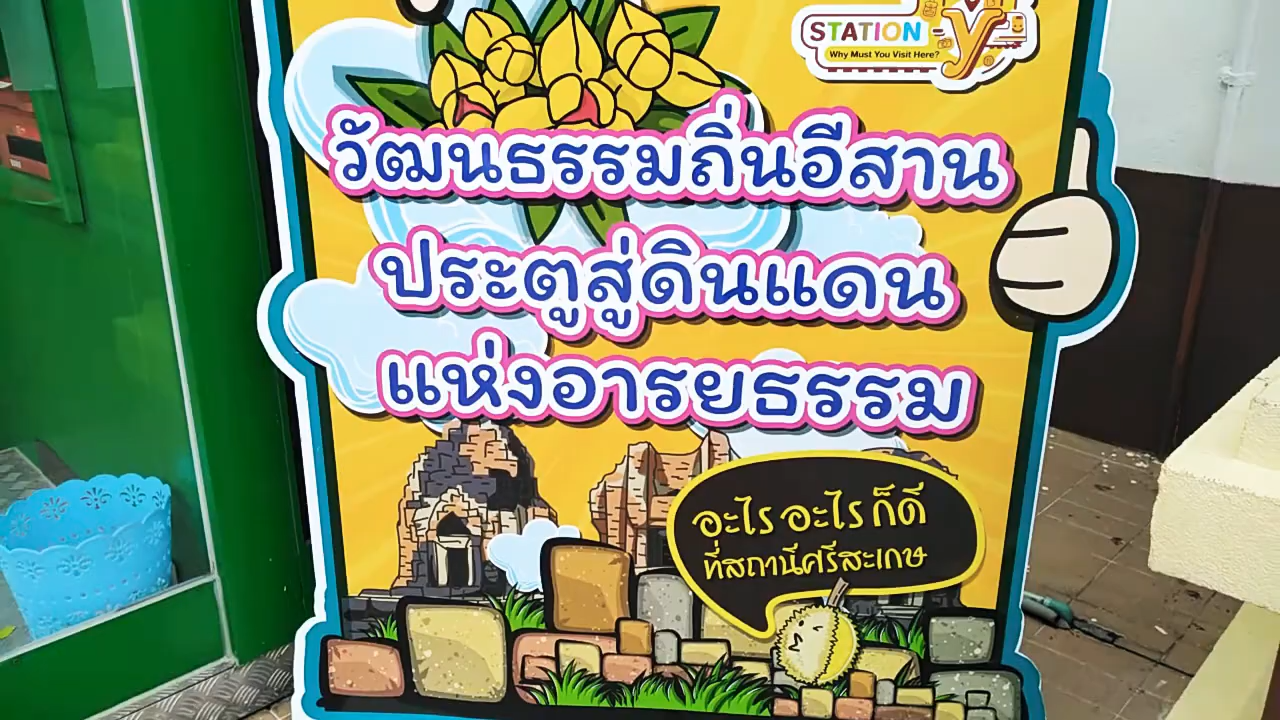 STATION - y
Why Must You Visit Here?
วัฒนธรรมถิ่นอีสาน
ประตูสู่ดินแดน
แห่งอารยธรรม
อะไร อะไร ก็ดี
ที่สถานีศรีสะเกษ